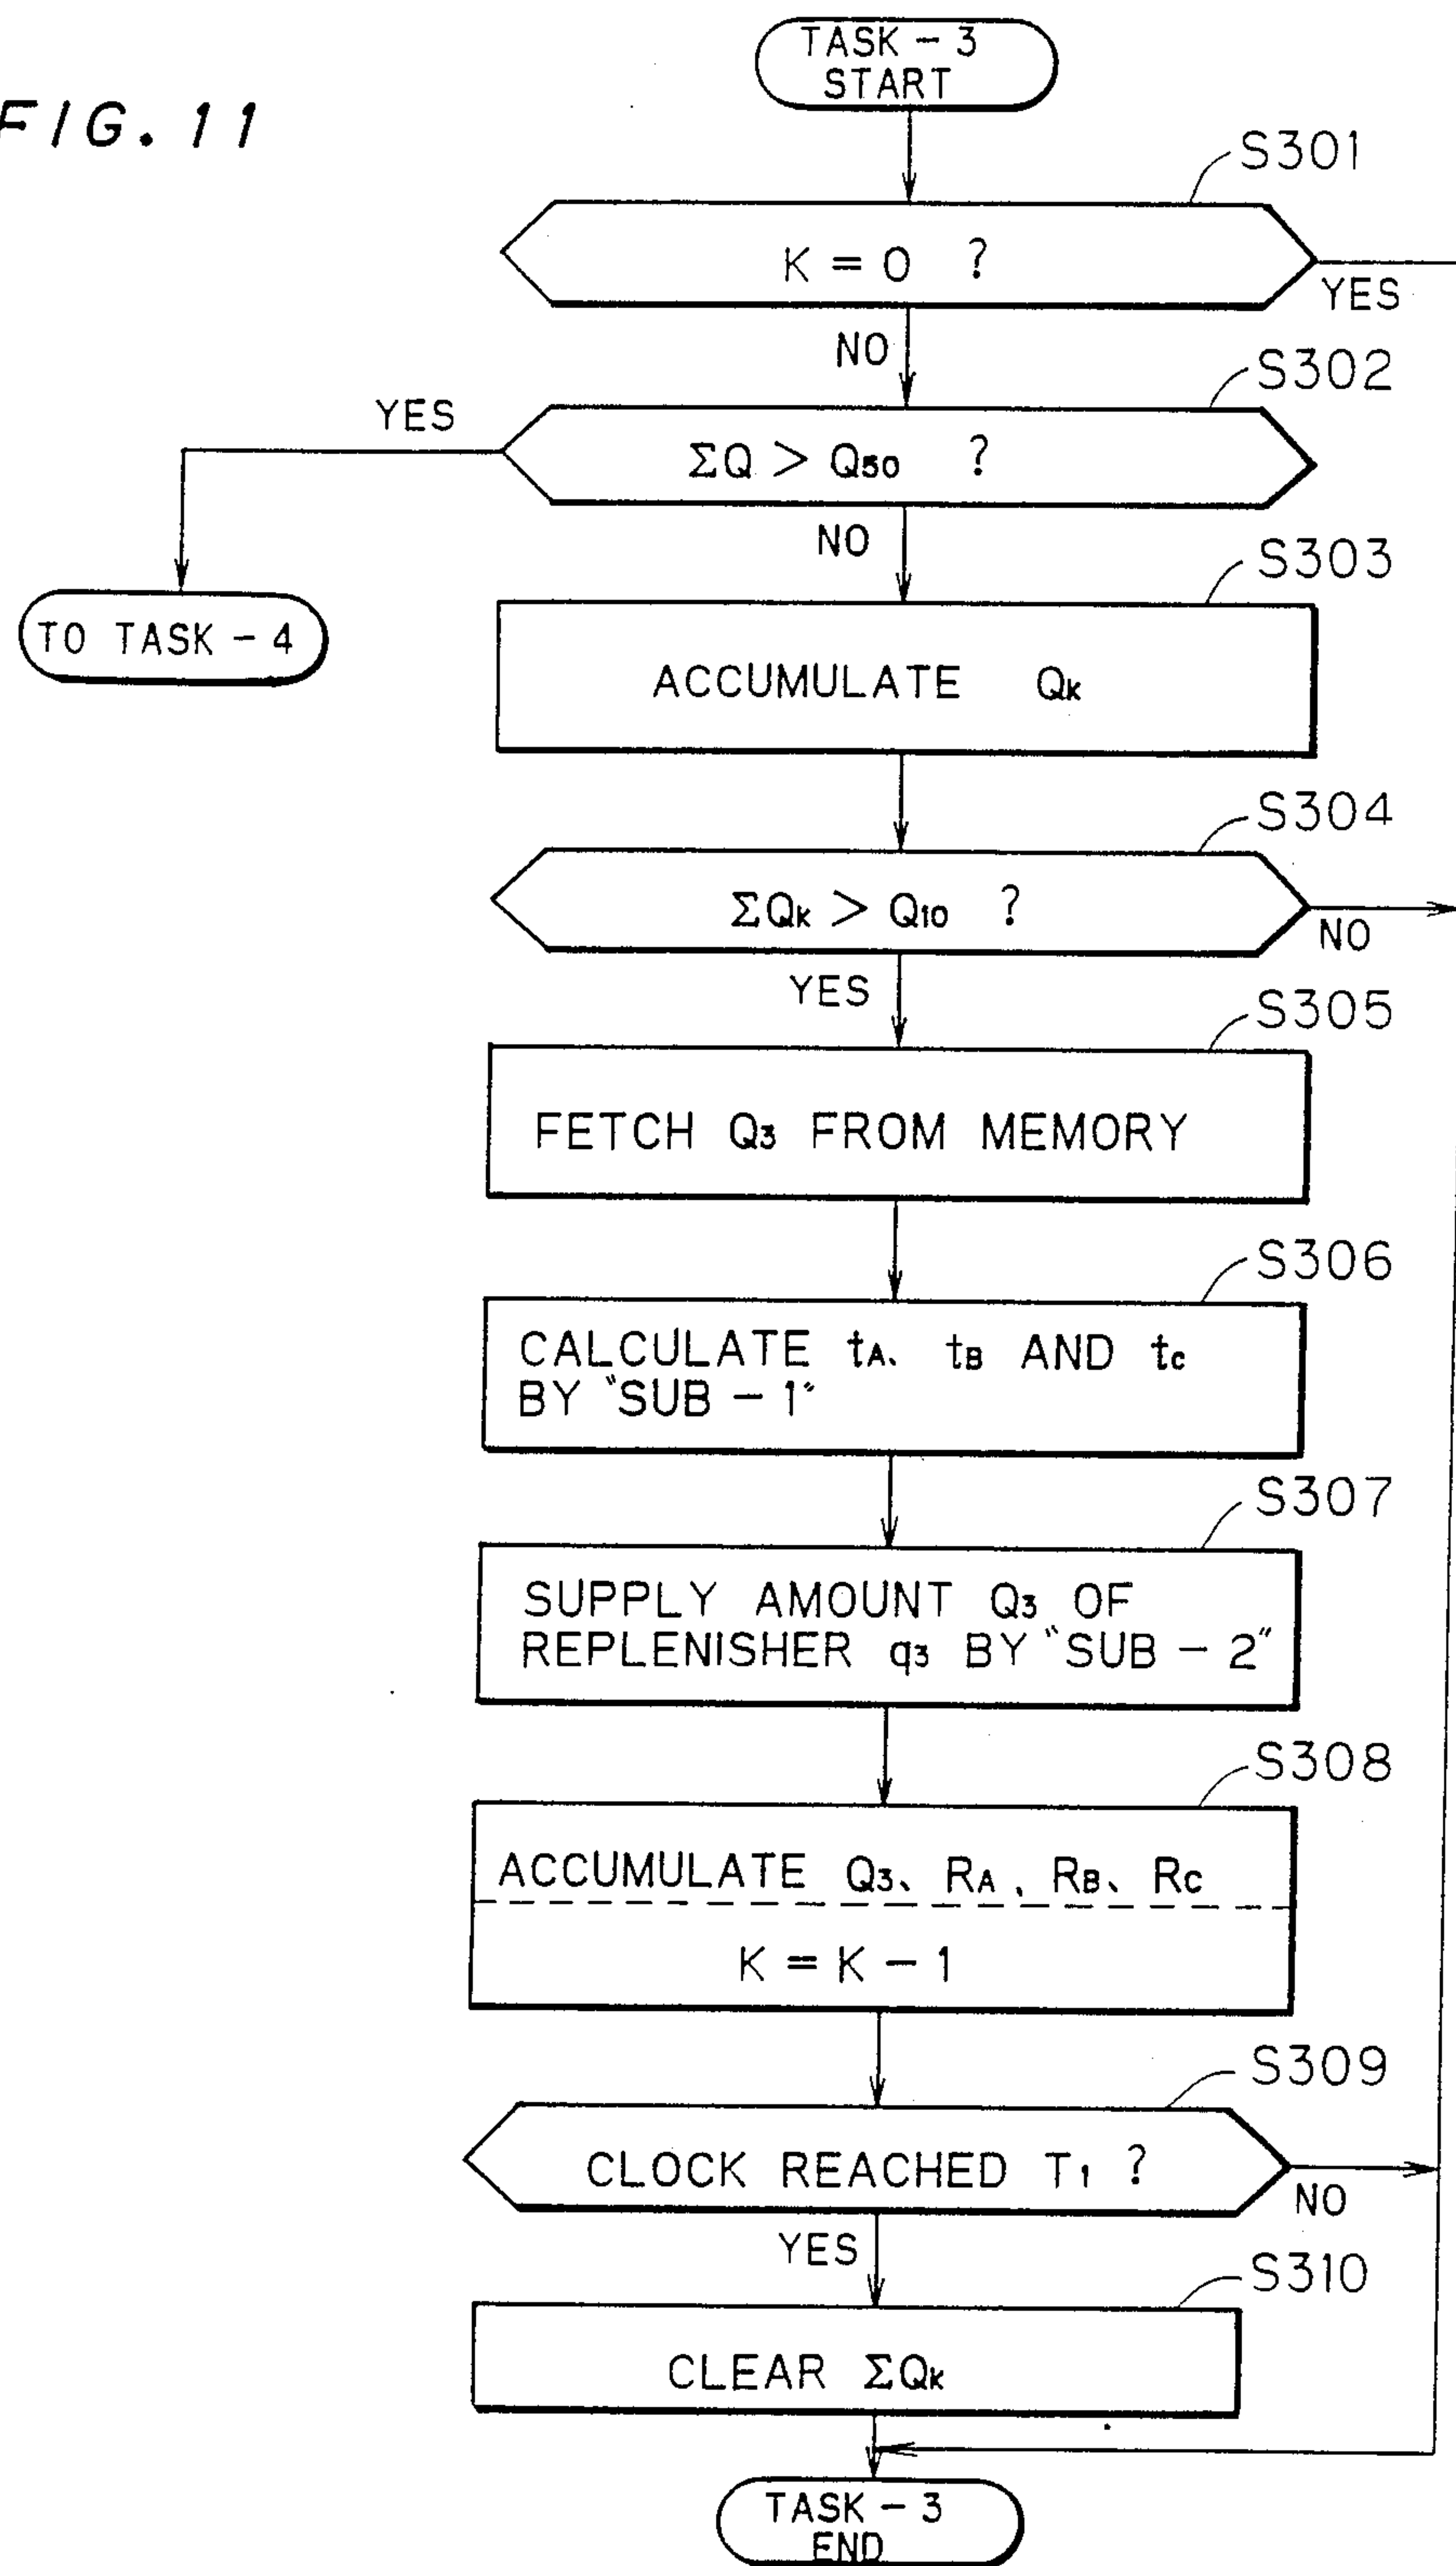 FIG. 11
TASK - 3
START
S301
K = 0 ?
YES
NO
S302
YES
ΣQ > Q50 ?
NO
TO TASK - 4
S303
ACCUMULATE Qk
S304
ΣQk > Q10 ?
NO
YES
S305
FETCH Q3 FROM MEMORY
S306
CALCULATE tA、 tB AND tc
BY "SUB - 1"
S307
SUPPLY AMOUNT Q3 OF
REPLENISHER q3 BY "SUB - 2"
S308
ACCUMULATE Q3、 RA , RB、 RC
K = K - 1
S309
CLOCK REACHED T1 ?
NO
YES
S310
CLEAR ΣQk
TASK - 3
END